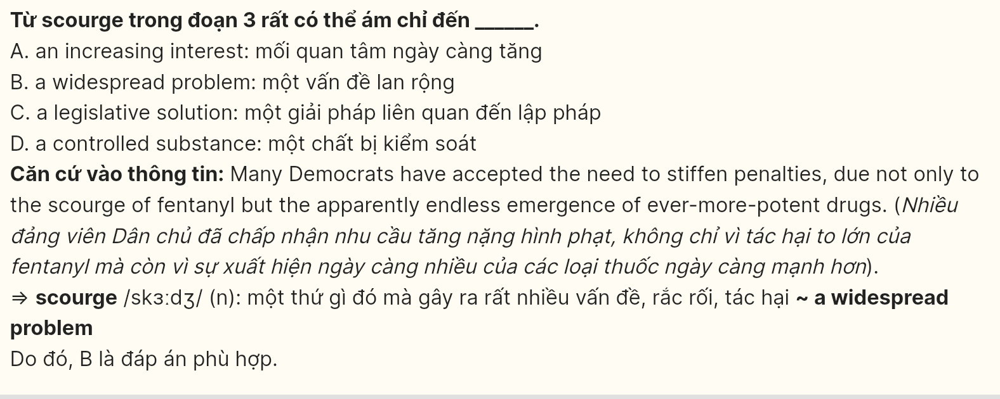 Từ scourge trong đoạn 3 rất có thể ám chỉ đến ______.
A. an increasing interest: mối quan tâm ngày càng tăng
B. a widespread problem: một vấn đề lan rộng
C. a legislative solution: một giải pháp liên quan đến lập pháp
D. a controlled substance: một chất bị kiểm soát
Căn cứ vào thông tin: Many Democrats have accepted the need to stiffen penalties, due not only to
the scourge of fentanyl but the apparently endless emergence of ever-more-potent drugs. (Nhiều
đảng viên Dân chủ đã chấp nhận nhu cầu tăng nặng hình phạt, không chỉ vì tác hại to lớn của
fentanyl mà còn vì sự xuất hiện ngày càng nhiều của các loại thuốc ngày càng mạnh hơn).
⇒ scourge /skɜːdʒ/ (n): một thứ gì đó mà gây ra rất nhiều vấn đề, rắc rối, tác hại ~ a widespread
problem
Do đó, B là đáp án phù hợp.